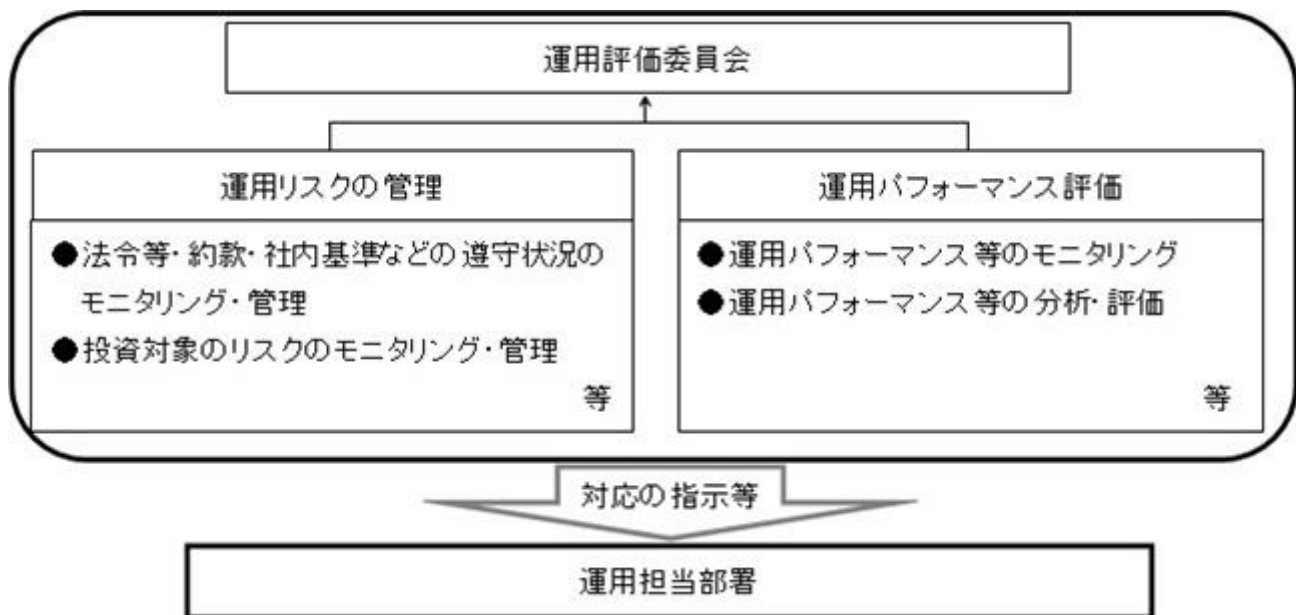 運用評価委員会
運用リスクの管理
●法令等・約款・社内基準などの遵守状況の
モニタリング・管理
●投資対象のリスクのモニタリング・管理
等
運用パフォーマンス評価
●運用パフォーマンス等のモニタリング
●運用パフォーマンス等の分析・評価
等
対応の指示等
運用担当部署